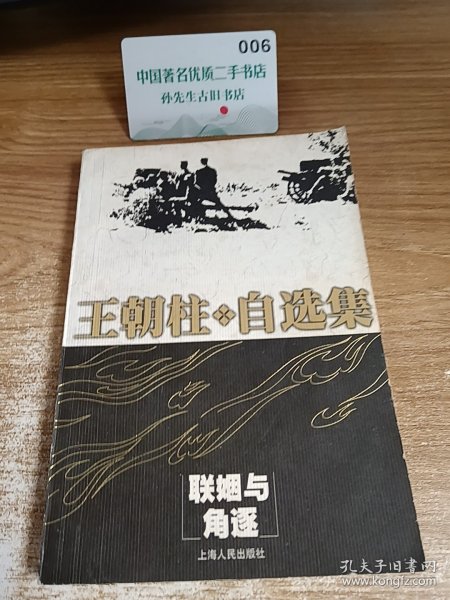 006
中国著名优质二手书店
孙先生古旧书店
王朝柱自选集
联姻与
角逐
上海人民出版社
孔夫子旧书网
www.kongfz.com